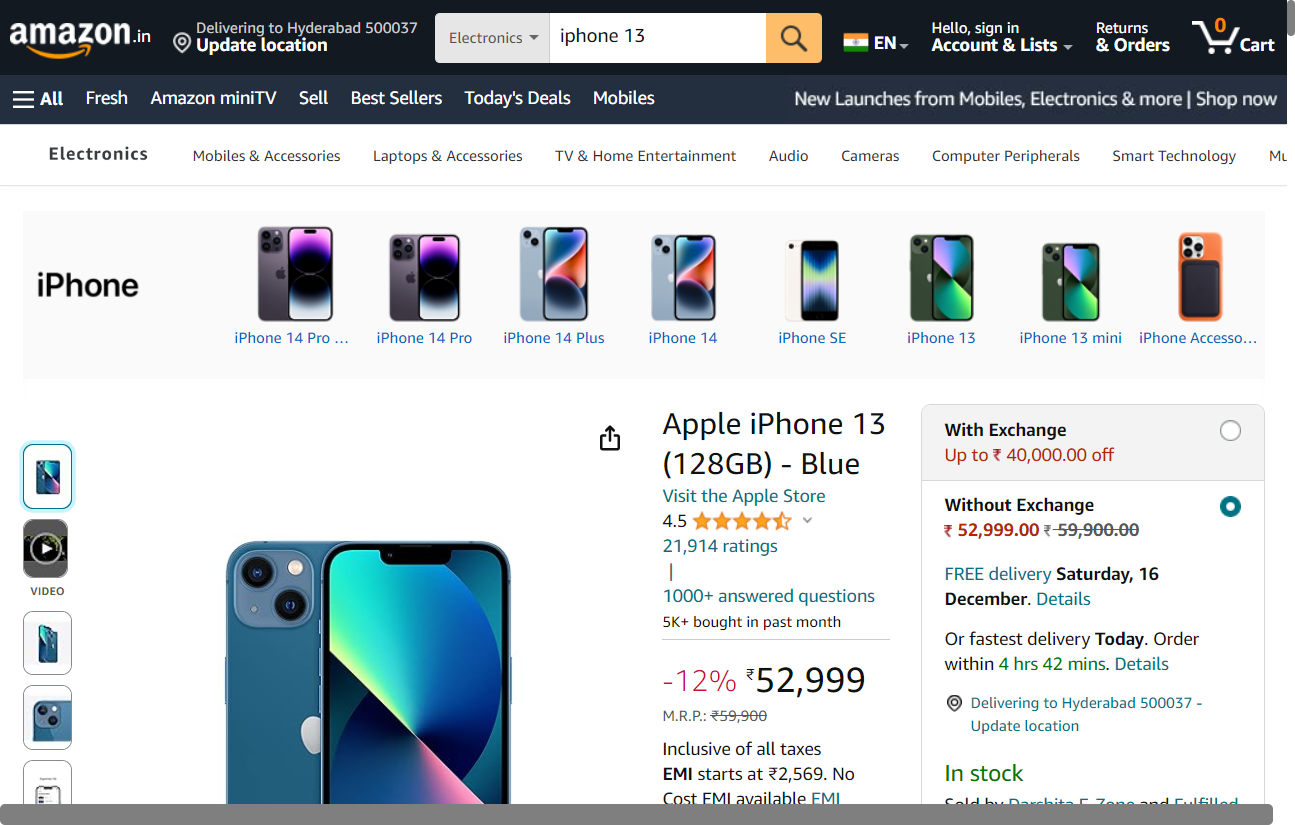 amazon.in
Delivering to Hyderabad 500037
Update location
Electronics
iphone 13
EN
Hello, sign in
Account & Lists
Returns
& Orders
0
Cart
All
Fresh
Amazon miniTV
Sell
Best Sellers
Today's Deals
Mobiles
New Launches from Mobiles, Electronics & more | Shop now
Electronics
Mobiles & Accessories
Laptops & Accessories
TV & Home Entertainment
Audio
Cameras
Computer Peripherals
Smart Technology
Mu
iPhone
iPhone 14 Pro ...
iPhone 14 Pro
iPhone 14 Plus
iPhone 14
iPhone SE
iPhone 13
iPhone 13 mini
iPhone Accesso...
VIDEO
Apple iPhone 13
(128GB) - Blue
Visit the Apple Store
4.5
21,914 ratings
|
1000+ answered questions
5K+ bought in past month
-12% ₹52,999
M.R.P.: ₹59,900
Inclusive of all taxes
EMI starts at ₹2,569. No
Cost EMI available EMI
With Exchange
Up to ₹ 40,000.00 off
Without Exchange
₹ 52,999.00 ₹ 59,900.00
FREE delivery Saturday, 16
December. Details
Or fastest delivery Today. Order
within 4 hrs 42 mins. Details
Delivering to Hyderabad 500037 -
Update location
In stock
Sold by Darshita E-Zone and Fulfilled